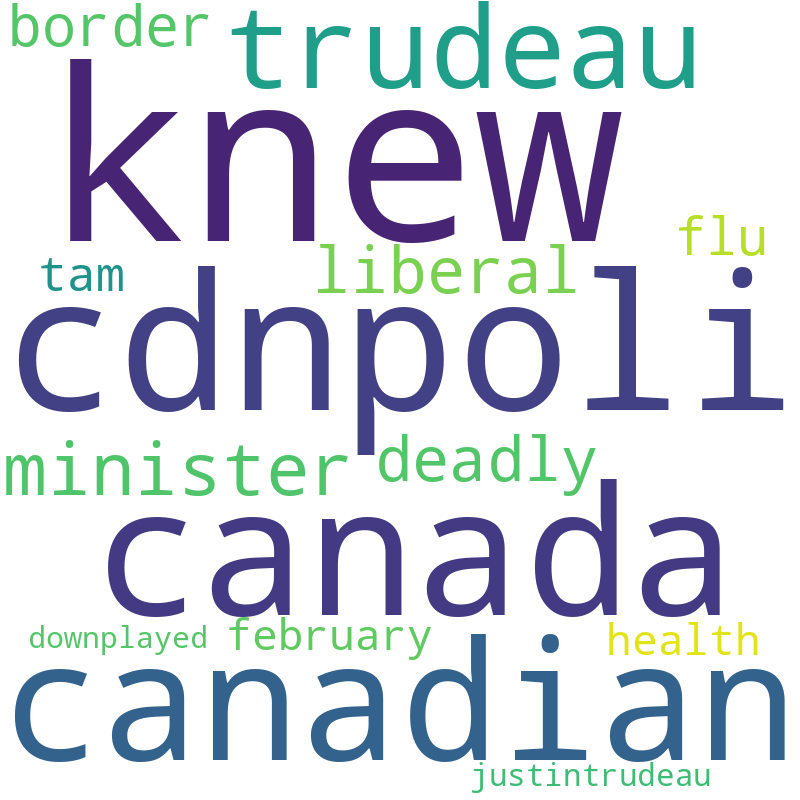 border trudeau
knew
flu
tam liberal
cdnpoli
minister deadly
canada
downplayed february health
canadian
justintrudeau